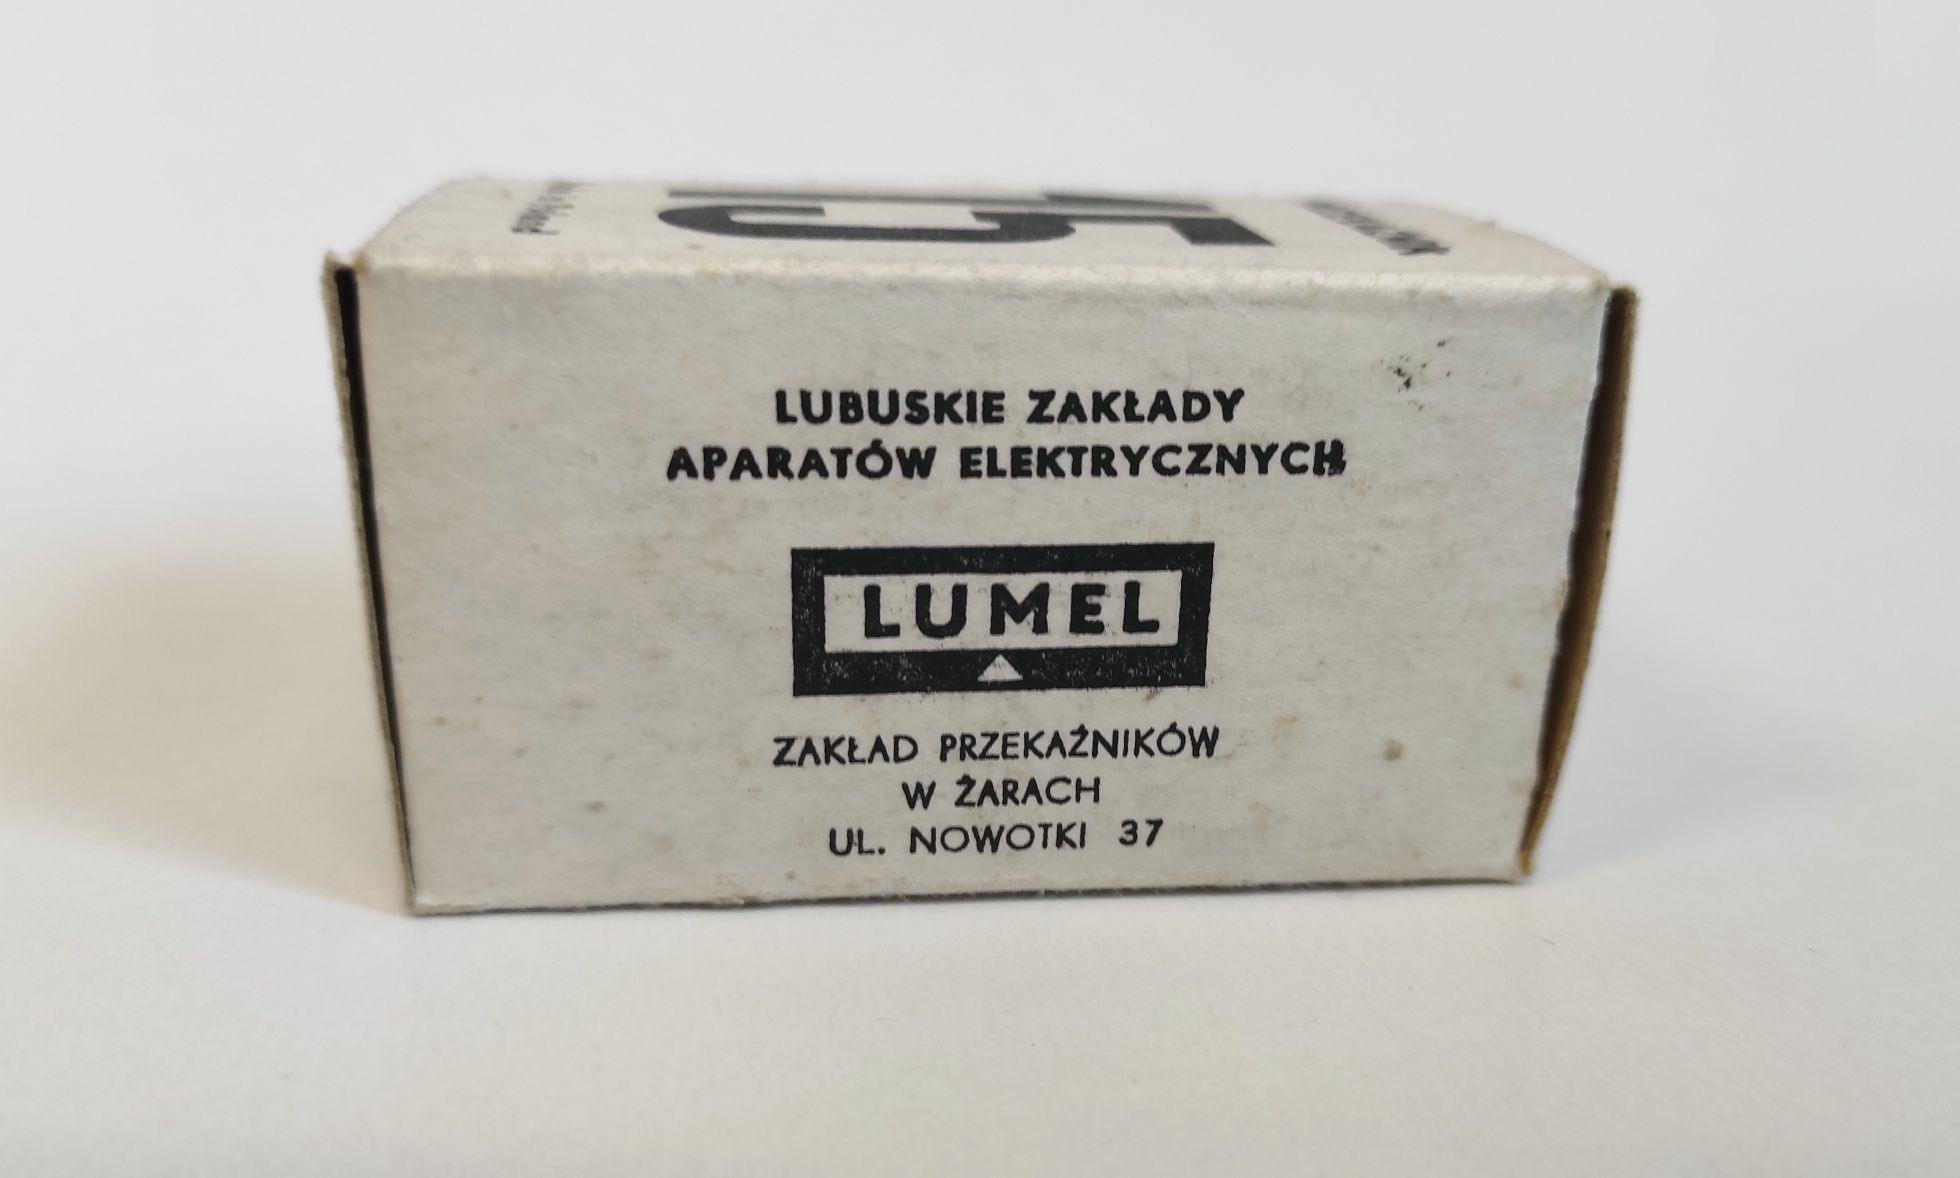 LUBUSKIE ZAKŁADY
APARATÓW ELEKTRYCZNYCH
LUMEL
ZAKŁAD PRZEKAŹNIKÓW
W ŻARACH
UL. NOWOTKI 37